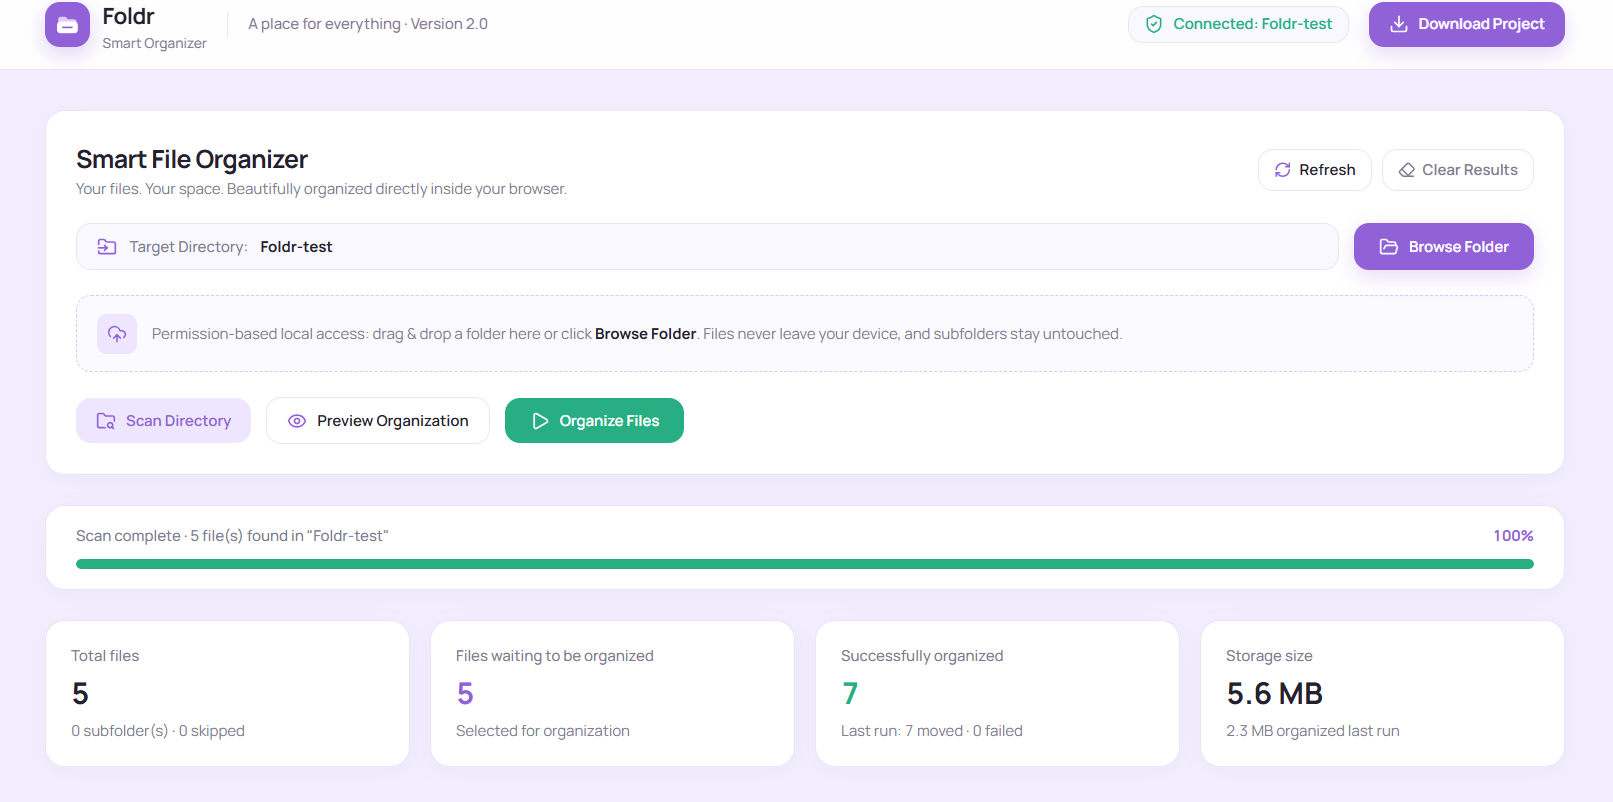 Foldr
Smart Organizer
A place for everything · Version 2.0
Connected: Foldr-test
Download Project
Smart File Organizer
Your files. Your space. Beautifully organized directly inside your browser.
Refresh
Clear Results
Target Directory: Foldr-test
Browse Folder
Permission-based local access: drag & drop a folder here or click Browse Folder. Files never leave your device, and subfolders stay untouched.
Scan Directory
Preview Organization
Organize Files
Scan complete · 5 file(s) found in "Foldr-test"
100%
Total files
5
0 subfolder(s) · 0 skipped
Files waiting to be organized
5
Selected for organization
Successfully organized
7
Last run: 7 moved · 0 failed
Storage size
5.6 MB
2.3 MB organized last run